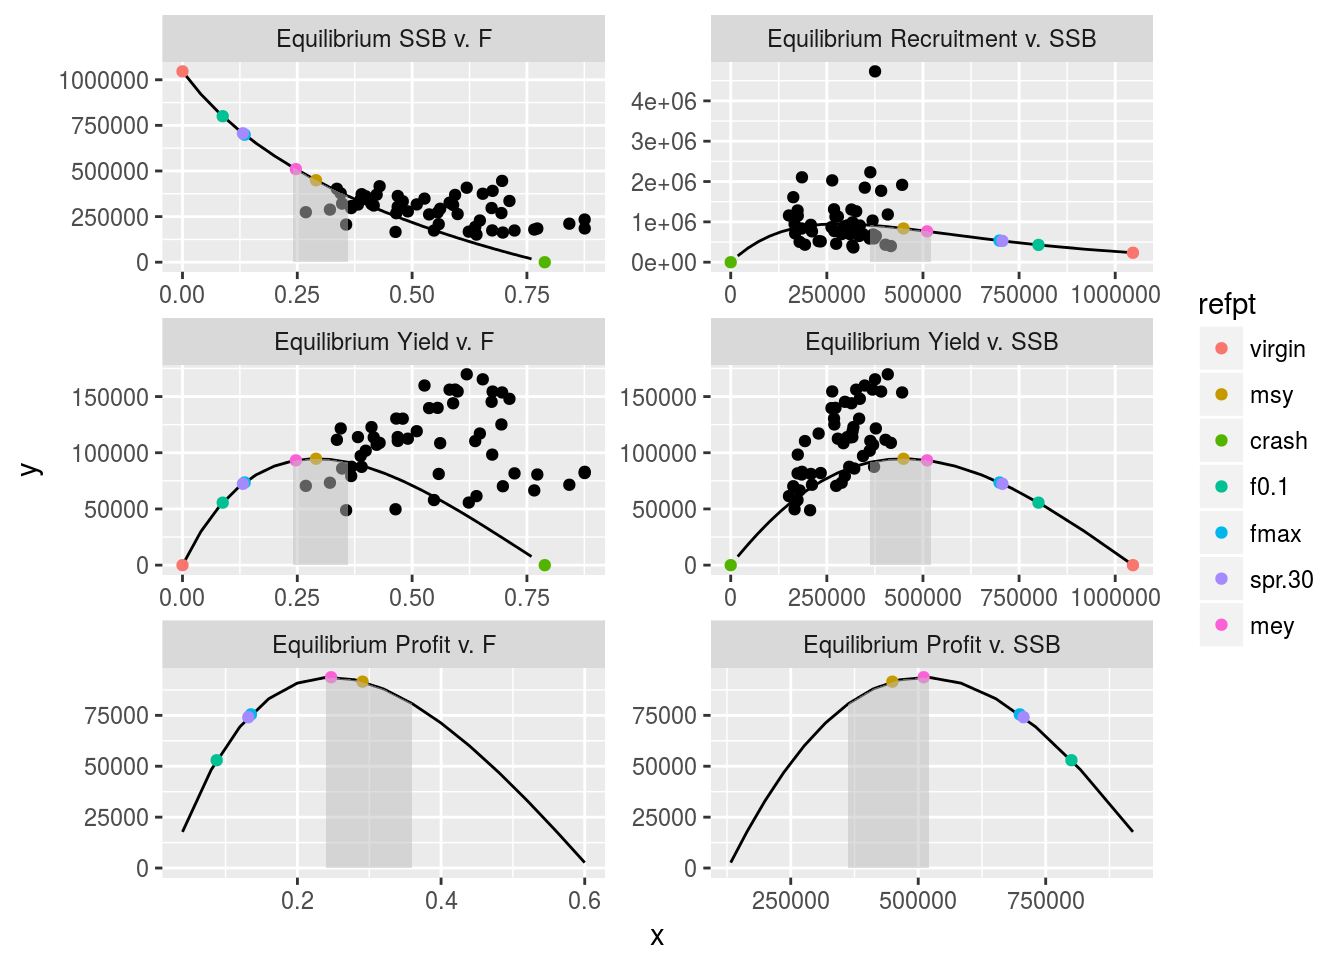 Equilibrium SSB v. F
Equilibrium Recruitment v. SSB
1000000
750000
500000
250000
0
0.00 0.25 0.50 0.75
4e+06
3e+06
2e+06
1e+06
0e+00
0 250000 500000 750000 1000000
Equilibrium Yield v. F
Equilibrium Yield v. SSB
150000
100000
50000
0
0.00 0.25 0.50 0.75
150000
100000
50000
0
0 250000 500000 750000 1000000
Equilibrium Profit v. F
Equilibrium Profit v. SSB
75000
50000
25000
0
0.2 0.4 0.6
75000
50000
25000
0
250000 500000 750000
x
y
refpt
virgin
msy
crash
f0.1
fmax
spr.30
mey